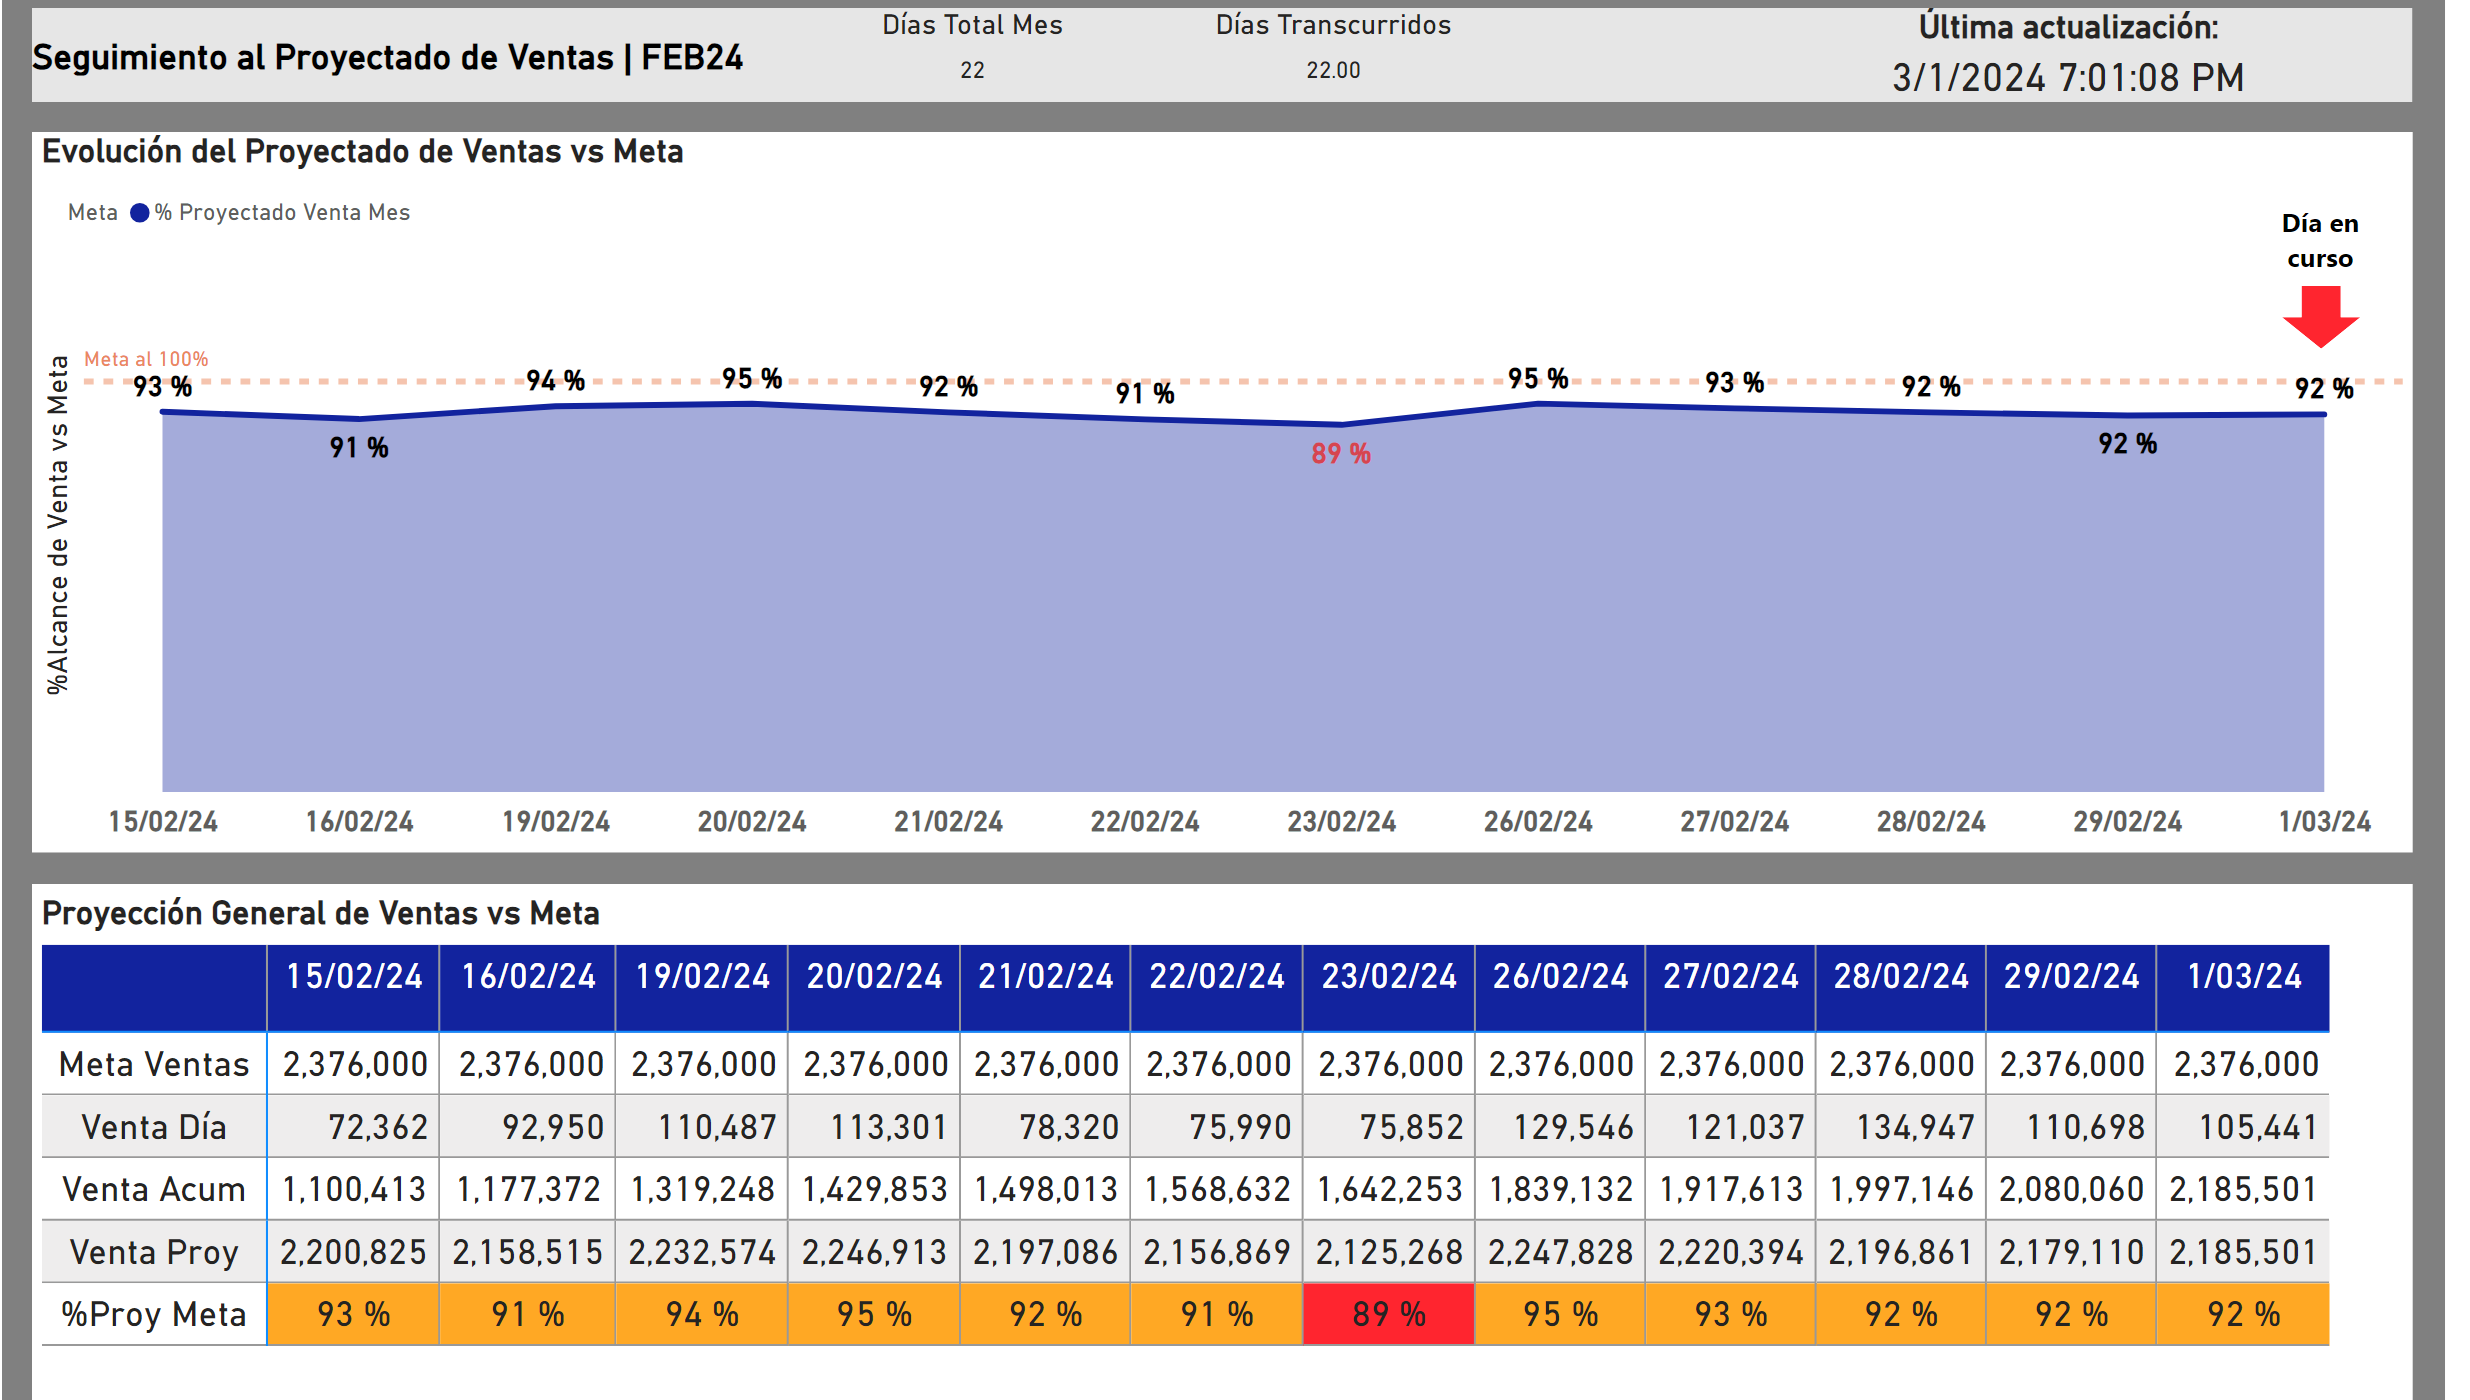 Seguimiento al Proyectado de Ventas | FEB24
Días Total Mes
22
Días Transcurridos
22.00
Última actualización:
3/1/2024 7:01:08 PM
Evolución del Proyectado de Ventas vs Meta
Meta % Proyectado Venta Mes
Día en
curso
%Alcance de Venta vs Meta
Meta al 100%
93 % 91 % 94 % 95 % 92 % 91 % 89 % 95 % 93 % 92 % 92 % 92 %
15/02/24 16/02/24 19/02/24 20/02/24 21/02/24 22/02/24 23/02/24 26/02/24 27/02/24 28/02/24 29/02/24 1/03/24
Proyección General de Ventas vs Meta
15/02/24 16/02/24 19/02/24 20/02/24 21/02/24 22/02/24 23/02/24 26/02/24 27/02/24 28/02/24 29/02/24 1/03/24
Meta Ventas 2,376,000 2,376,000 2,376,000 2,376,000 2,376,000 2,376,000 2,376,000 2,376,000 2,376,000 2,376,000 2,376,000 2,376,000
Venta Día 72,362 92,950 110,487 113,301 78,320 75,990 75,852 129,546 121,037 134,947 110,698 105,441
Venta Acum 1,100,413 1,177,372 1,319,248 1,429,853 1,498,013 1,568,632 1,642,253 1,839,132 1,917,613 1,997,146 2,080,060 2,185,501
Venta Proy 2,200,825 2,158,515 2,232,574 2,246,913 2,197,086 2,156,869 2,125,268 2,247,828 2,220,394 2,196,861 2,179,110 2,185,501
%Proy Meta 93 % 91 % 94 % 95 % 92 % 91 % 89 % 95 % 93 % 92 % 92 % 92 %